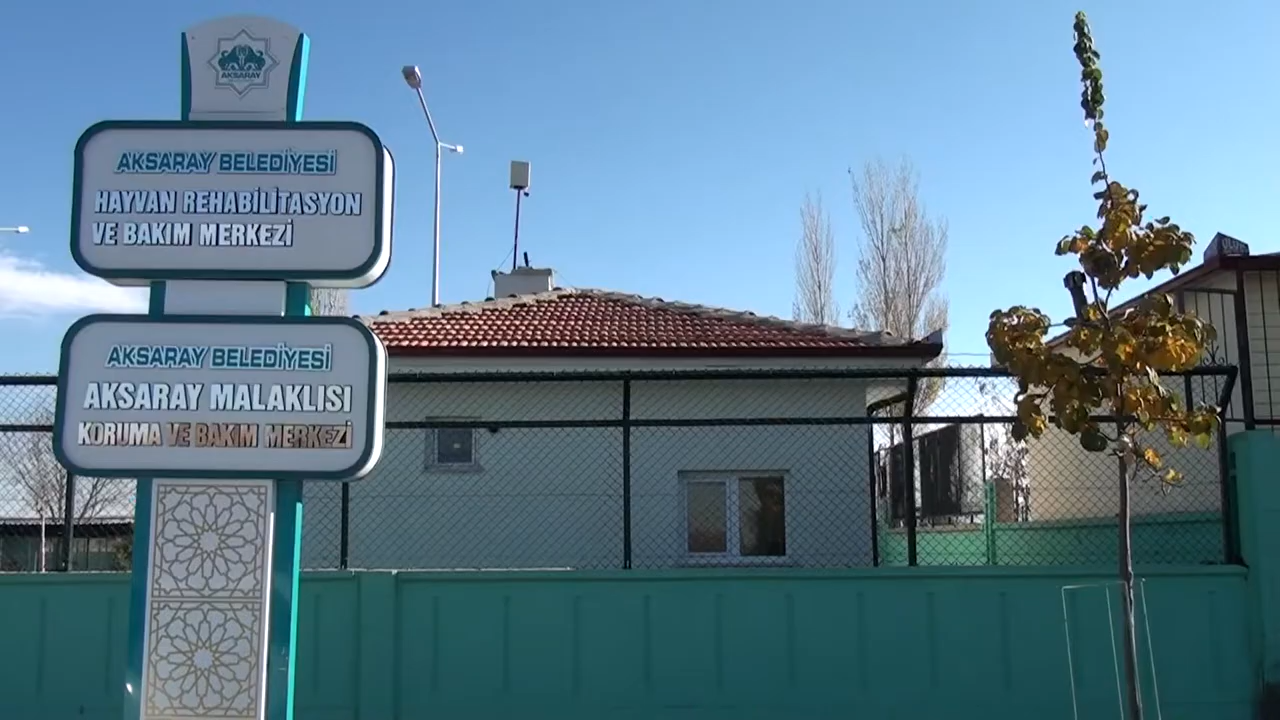 AKSARAY
AKSARAY BELEDİYESİ
HAYVAN REHABİLİTASYON
VE BAKIM MERKEZİ
AKSARAY BELEDİYESİ
AKSARAY MALAKLISI
KORUMA VE BAKIM MERKEZİ